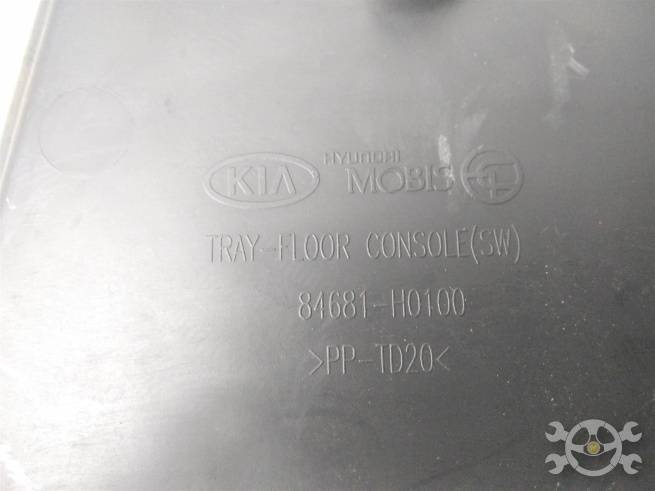 HYUNDAI
KIA MOBIS
TRAY-FLOOR CONSOLE(SW)
84681-H0100
>PP-TD20<